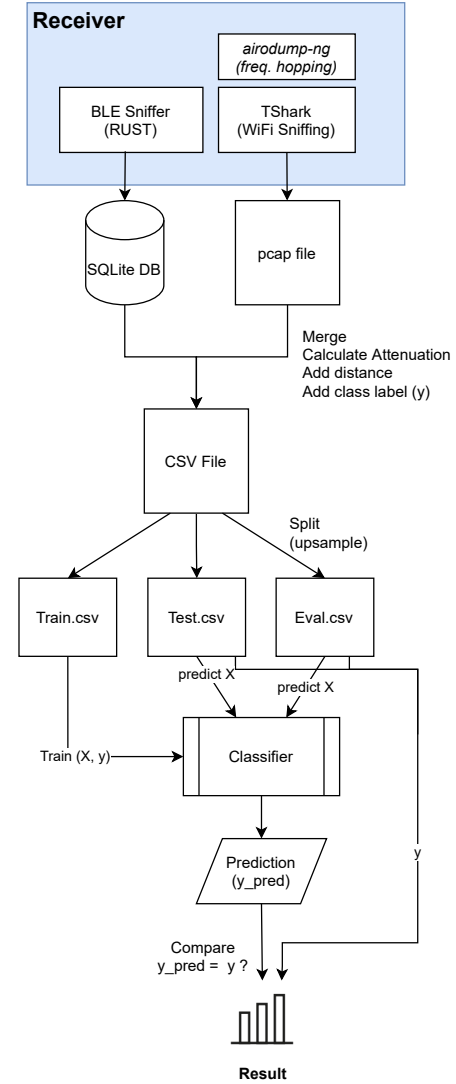 Receiver
airodump-ng
(freq. hopping)
BLE Sniffer
(RUST)
TShark
(WiFi Sniffing)
SQLite DB
pcap file
Merge
Calculate Attenuation
Add distance
Add class label (y)
CSV File
Split
(upsample)
Train.csv
Test.csv
Eval.csv
predict X
predict X
Train (X, y)
Classifier
y
Prediction
(y_pred)
Compare
y_pred = y ?
Result